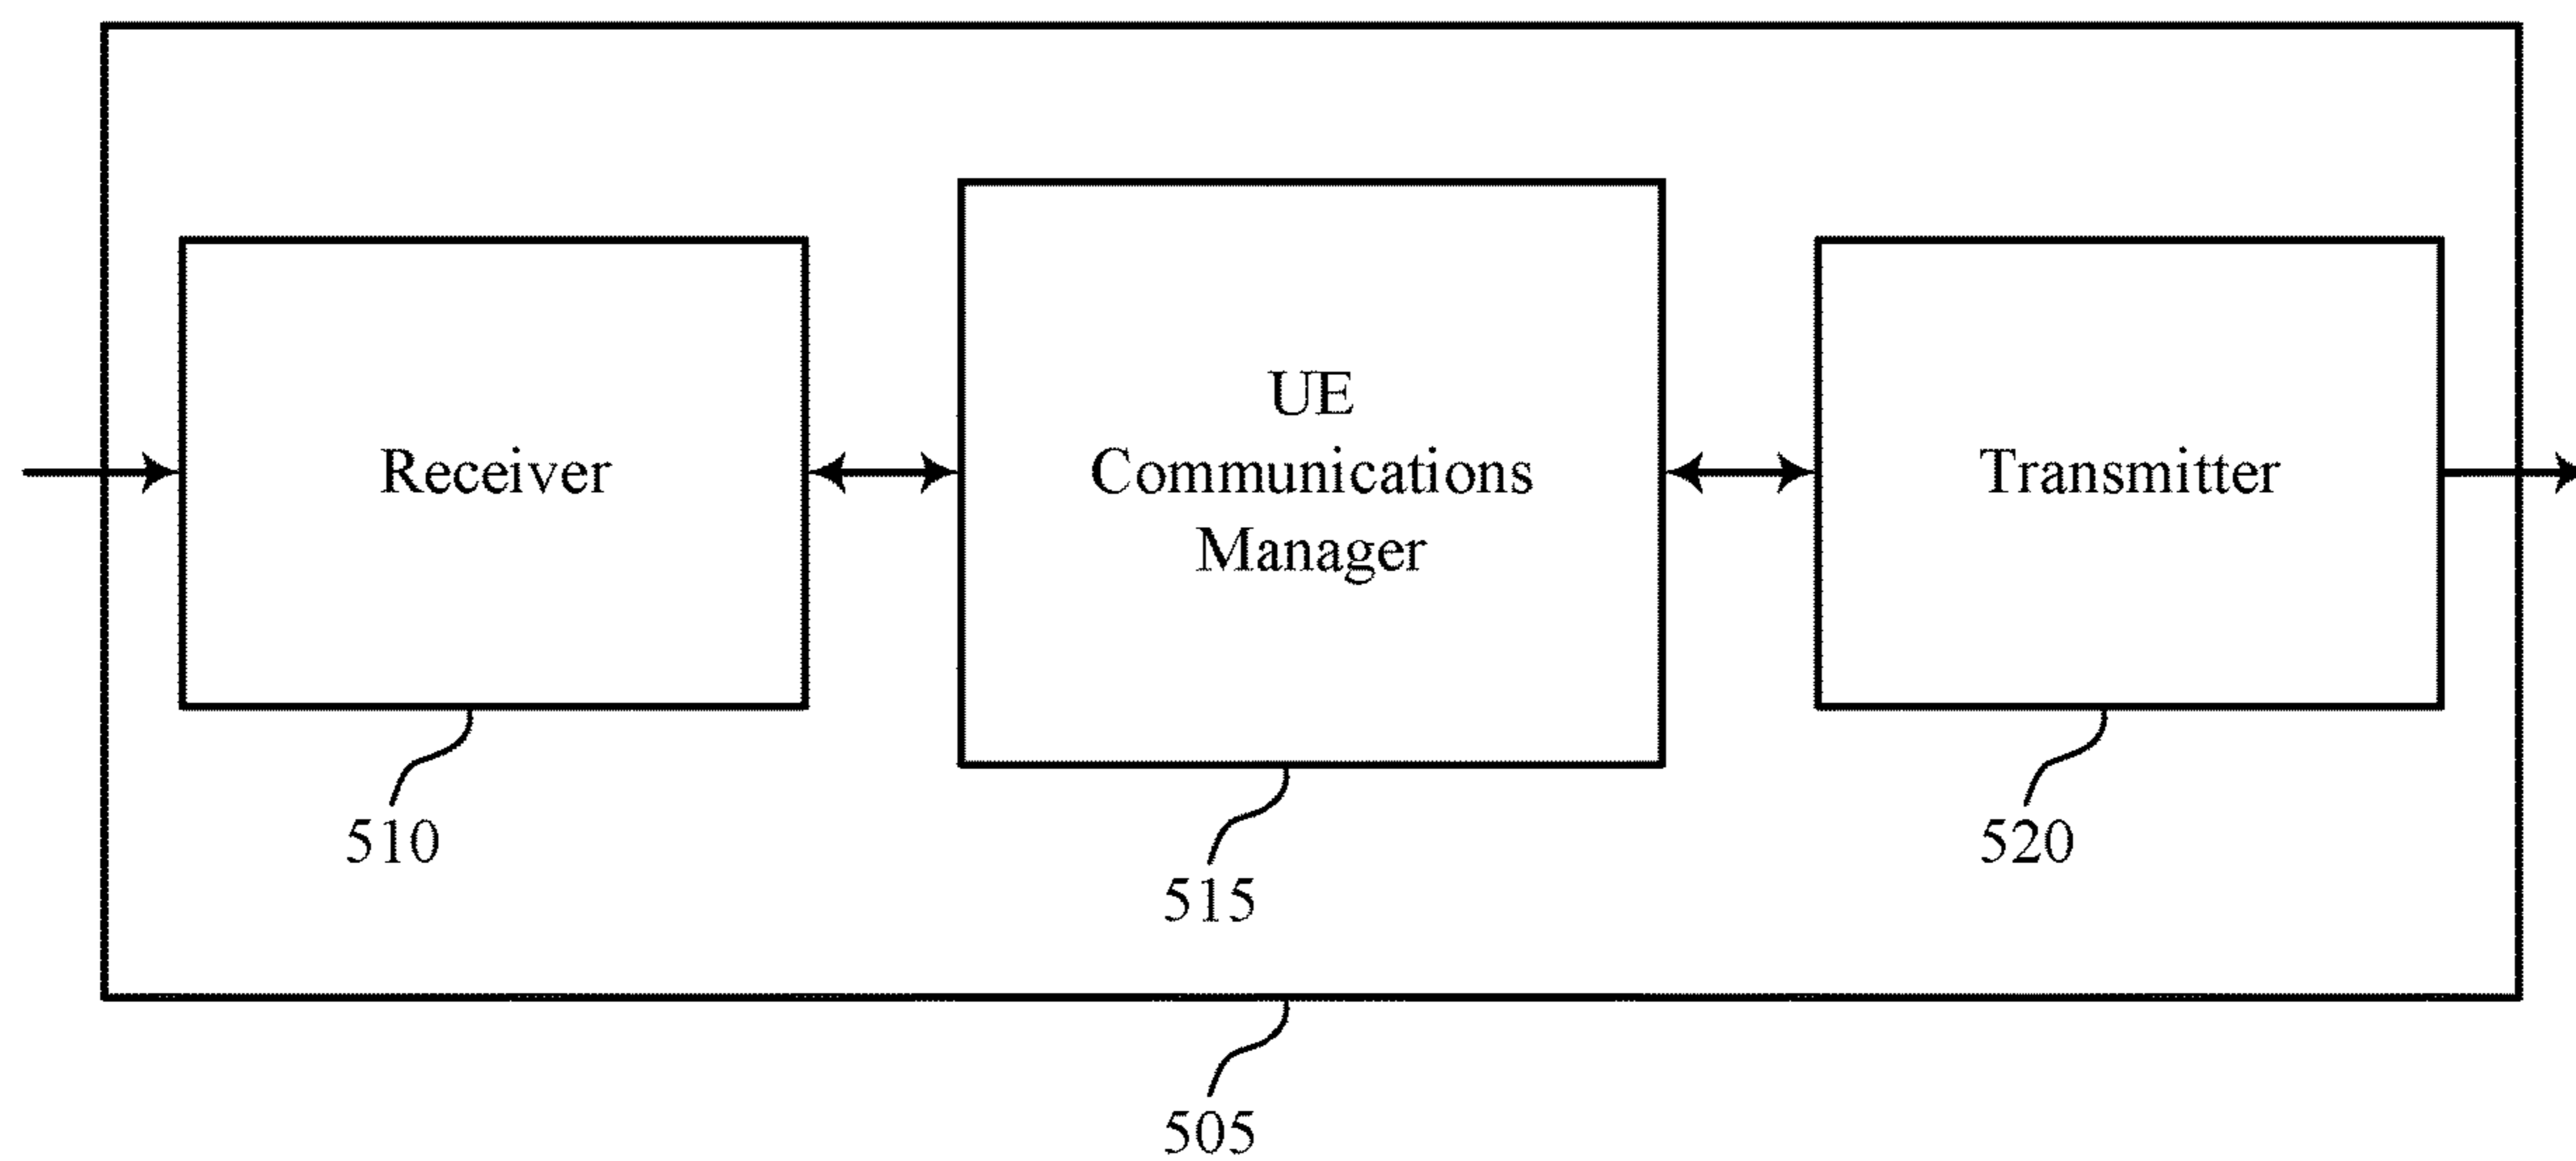 Receiver
UE
Communications
Manager
Transmitter
510
515
520
505